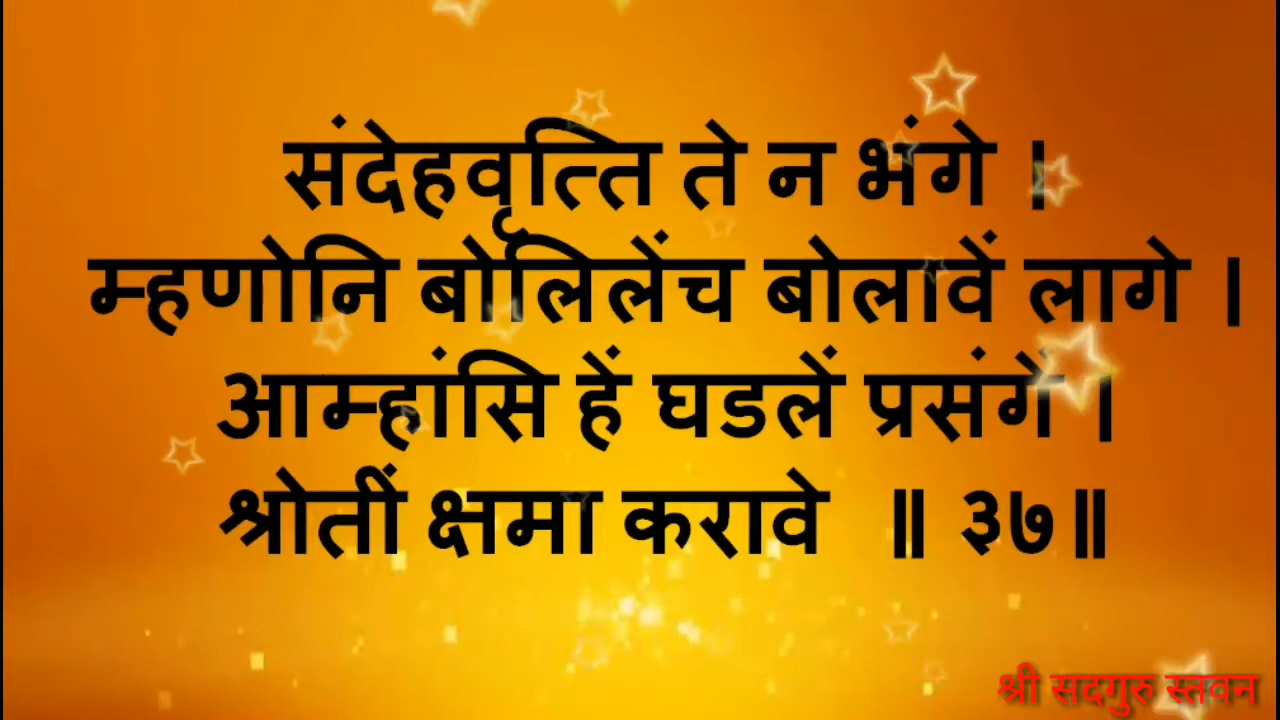 संदेहवृत्ति ते न भंगे ।
म्हणोनि बोलिलेंच बोलावें लागे ।
आम्हांसि हें घडलें प्रसंगें ।
श्रोतीं क्षमा करावे ॥ ३७॥
श्री सदगुरु स्तवन